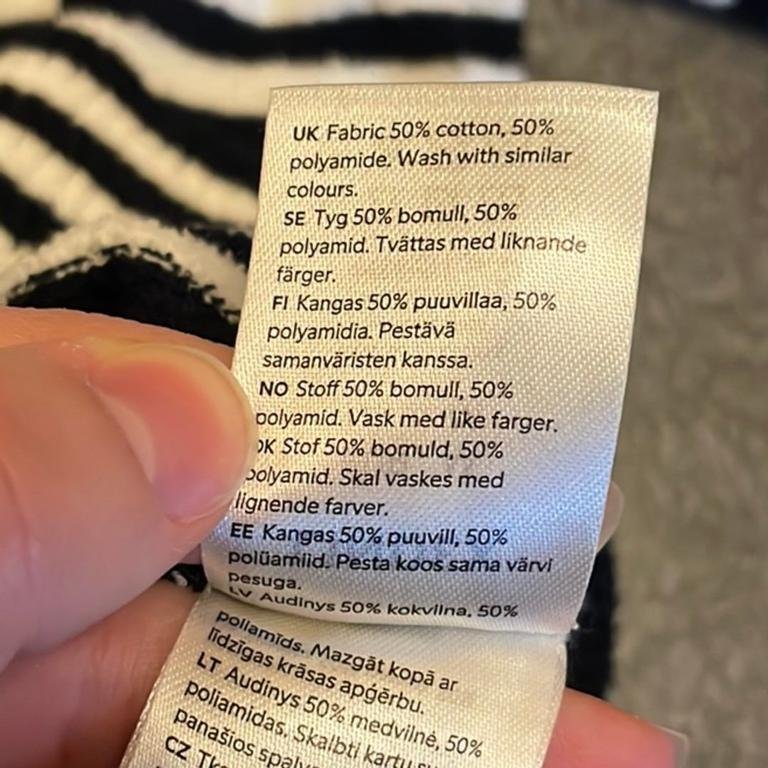 UK Fabric 50% cotton, 50%
polyamide. Wash with similar
colours.
SE Tyg 50% bomull, 50%
polyamid. Tvättas med liknande
färger.
FI Kangas 50% puuvillaa, 50%
polyamidia. Pestävä
samanväristen kanssa.
NO Stoff 50% bomull, 50%
polyamid. Vask med like farger.
DK Stof 50% bomuld, 50%
polyamid. Skal vaskes med
lignende farver.
EE Kangas 50% puuvill, 50%
polüamiid. Pesta koos sama värvi
pesuga.
LV Audinys 50% kokvilna, 50%
poliamīds. Mazgāt kopā ar
līdzīgas krāsas apģērbu.
LT Audinys 50% medvilnė, 50%
poliamidas. Skalbti kartu
panašios
CZ